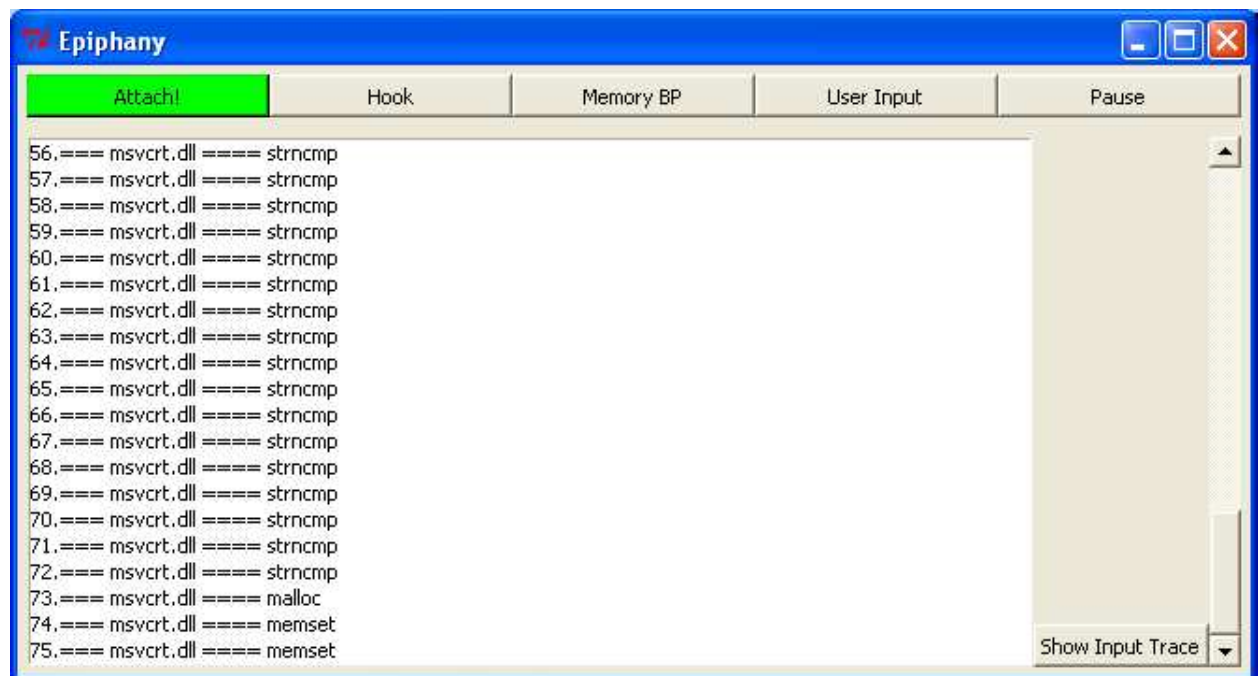 Epiphany
Attach! Hook Memory BP User Input Pause
56.=== msvcrt.dll ==== strncmp
57.=== msvcrt.dll ==== strncmp
58.=== msvcrt.dll ==== strncmp
59.=== msvcrt.dll ==== strncmp
60.=== msvcrt.dll ==== strncmp
61.=== msvcrt.dll ==== strncmp
62.=== msvcrt.dll ==== strncmp
63.=== msvcrt.dll ==== strncmp
64.=== msvcrt.dll ==== strncmp
65.=== msvcrt.dll ==== strncmp
66.=== msvcrt.dll ==== strncmp
67.=== msvcrt.dll ==== strncmp
68.=== msvcrt.dll ==== strncmp
69.=== msvcrt.dll ==== strncmp
70.=== msvcrt.dll ==== strncmp
71.=== msvcrt.dll ==== strncmp
72.=== msvcrt.dll ==== strncmp
73.=== msvcrt.dll ==== malloc
74.=== msvcrt.dll ==== memset
75.=== msvcrt.dll ==== memset
Show Input Trace